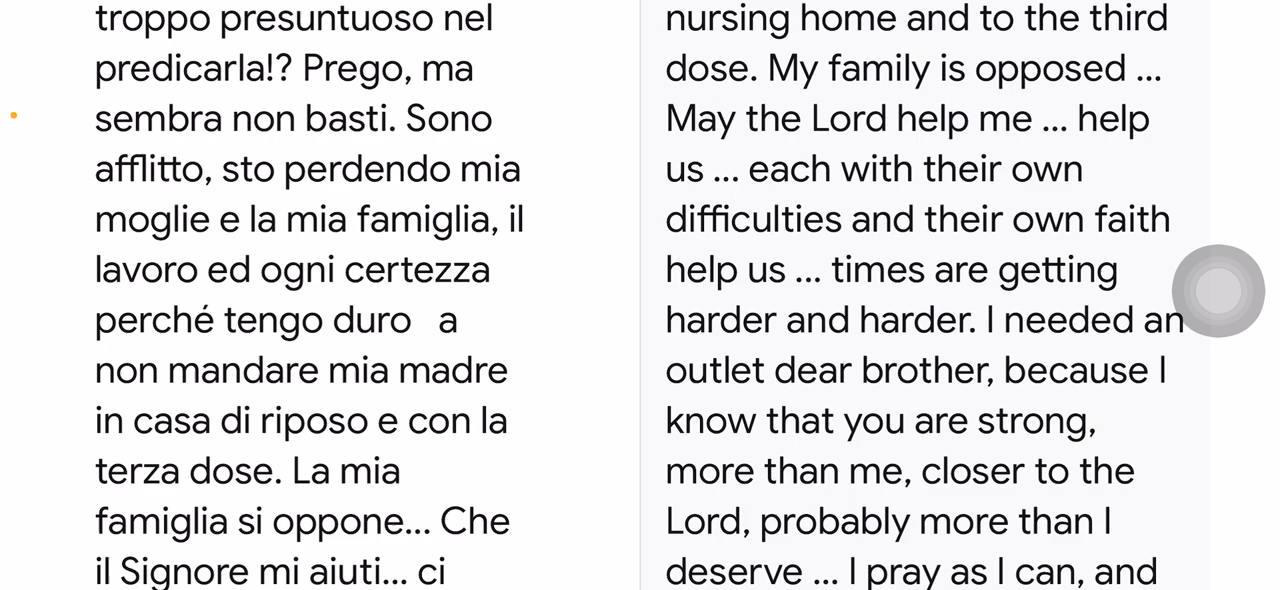 troppo presuntuoso nel
predicarla!? Prego, ma
sembra non basti. Sono
afflitto, sto perdendo mia
moglie e la mia famiglia, il
lavoro ed ogni certezza
perché tengo duro   a
non mandare mia madre
in casa di riposo e con la
terza dose. La mia
famiglia si oppone... Che
il Signore mi aiuti... ci
nursing home and to the third
dose. My family is opposed ...
May the Lord help me ... help
us ... each with their own
difficulties and their own faith
help us ... times are getting
harder and harder. I needed an
outlet dear brother, because I
know that you are strong,
more than me, closer to the
Lord, probably more than I
deserve ... I pray as I can, and